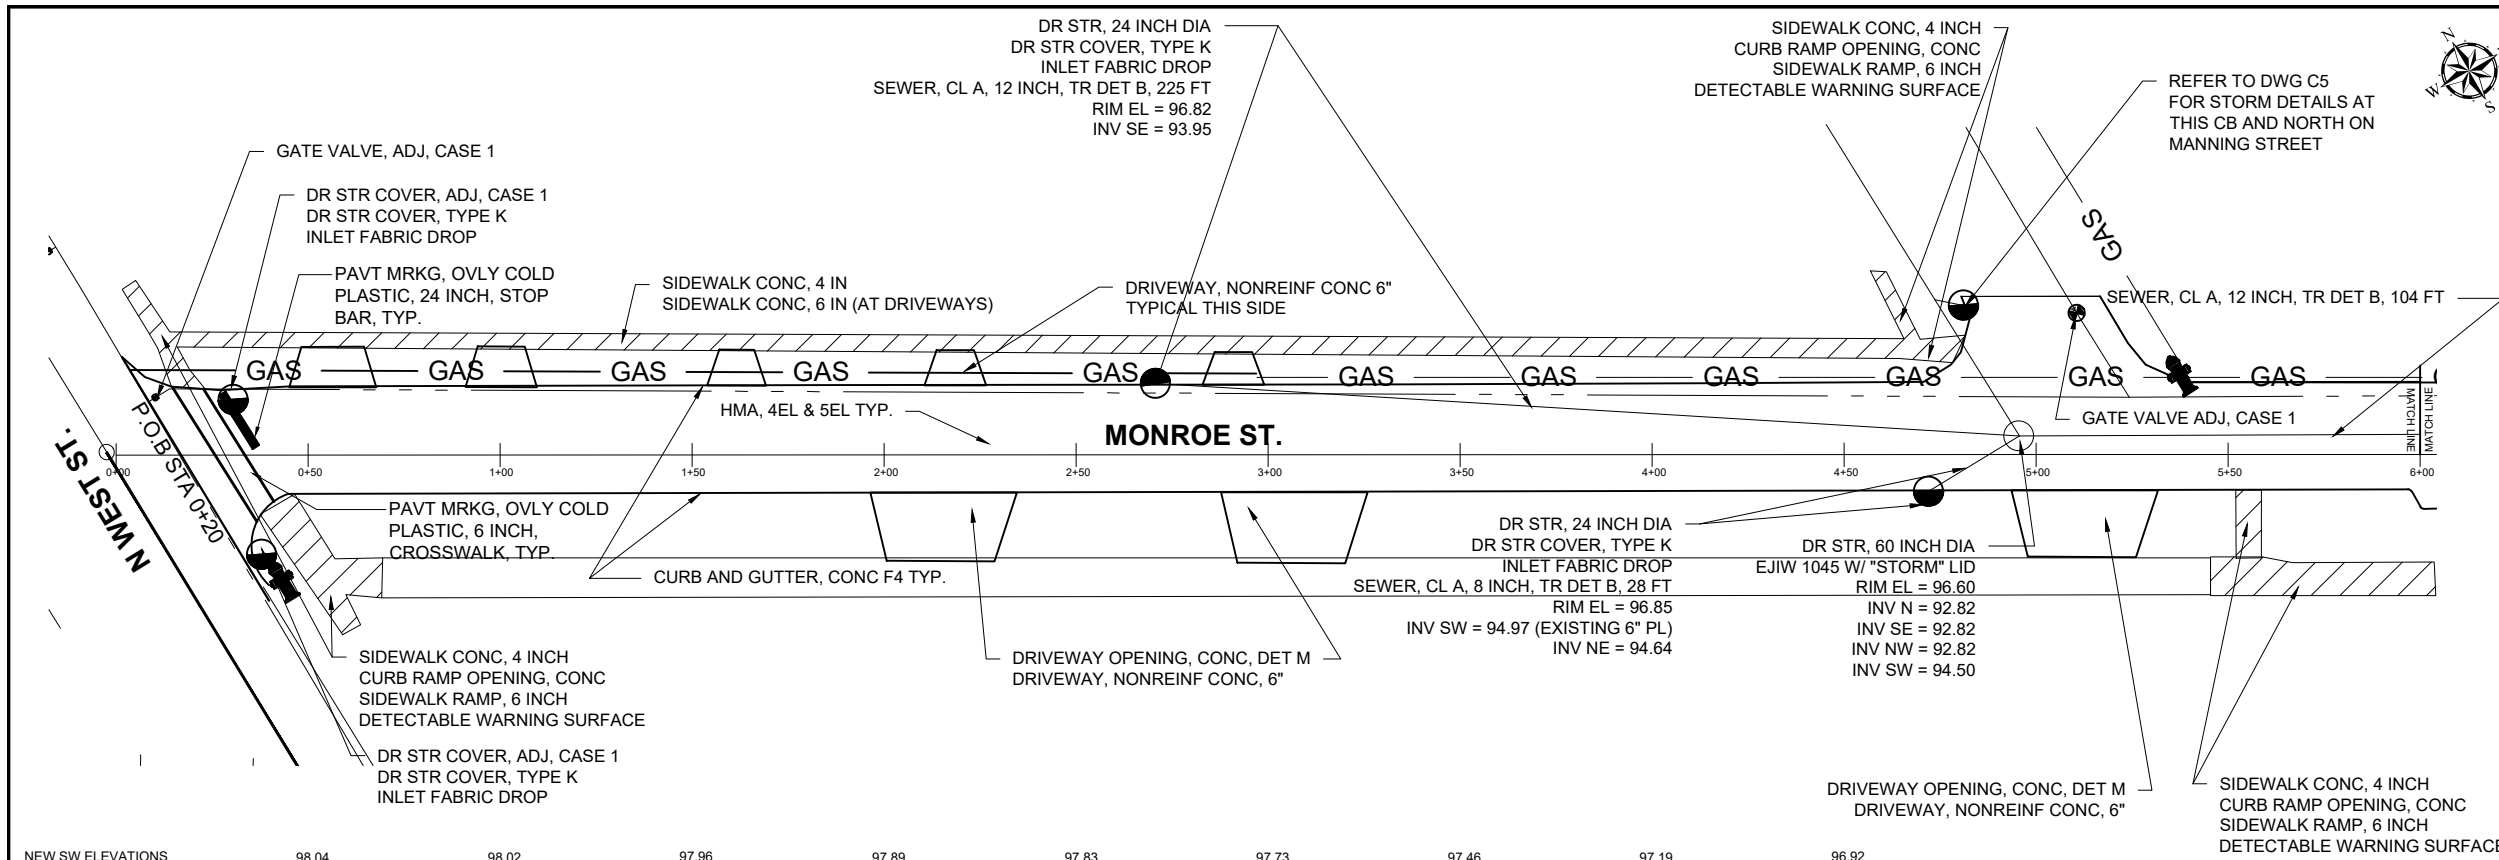 DR STR, 24 INCH DIA
DR STR COVER, TYPE K
INLET FABRIC DROP
SEWER, CL A, 12 INCH, TR DET B, 225 FT
RIM EL = 96.82
INV SE = 93.95
SIDEWALK CONC, 4 INCH
CURB RAMP OPENING, CONC
SIDEWALK RAMP, 6 INCH
DETECTABLE WARNING SURFACE
REFER TO DWG C5
FOR STORM DETAILS AT
THIS CB AND NORTH ON
MANNING STREET
N
W
S
GATE VALVE, ADJ, CASE 1
DR STR COVER, ADJ, CASE 1
DR STR COVER, TYPE K
INLET FABRIC DROP
PAVT MRKG, OVLY COLD
PLASTIC, 24 INCH, STOP
BAR, TYP.
SIDEWALK CONC, 4 IN
SIDEWALK CONC, 6 IN (AT DRIVEWAYS)
DRIVEWAY, NONREINF CONC 6"
TYPICAL THIS SIDE
GAS
SEWER, CL A, 12 INCH, TR DET B, 104 FT
GAS GAS GAS GAS GAS GAS GAS GAS GAS GAS GAS
HMA, 4EL & 5EL TYP.
MONROE ST.
GATE VALVE ADJ, CASE 1
MATCH LINE
MATCH LINE
0+00 0+50 1+00 1+50 2+00 2+50 3+00 3+50 4+00 4+50 5+00 5+50 6+00
P.O.B STA 0+20
N WEST ST.
PAVT MRKG, OVLY COLD
PLASTIC, 6 INCH,
CROSSWALK, TYP.
CURB AND GUTTER, CONC F4 TYP.
DR STR, 24 INCH DIA
DR STR COVER, TYPE K
INLET FABRIC DROP
SEWER, CL A, 8 INCH, TR DET B, 28 FT
RIM EL = 96.85
INV SW = 94.97 (EXISTING 6" PL)
INV NE = 94.64
DR STR, 60 INCH DIA
EJIW 1045 W/ "STORM" LID
RIM EL = 96.60
INV N = 92.82
INV SE = 92.82
INV NW = 92.82
INV SW = 94.50
SIDEWALK CONC, 4 INCH
CURB RAMP OPENING, CONC
SIDEWALK RAMP, 6 INCH
DETECTABLE WARNING SURFACE
DRIVEWAY OPENING, CONC, DET M
DRIVEWAY, NONREINF CONC, 6"
DR STR COVER, ADJ, CASE 1
DR STR COVER, TYPE K
INLET FABRIC DROP
DRIVEWAY OPENING, CONC, DET M
DRIVEWAY, NONREINF CONC, 6"
SIDEWALK CONC, 4 INCH
CURB RAMP OPENING, CONC
SIDEWALK RAMP, 6 INCH
DETECTABLE WARNING SURFACE
NEW SW ELEVATIONS 98.04 98.02 97.96 97.89 97.83 97.73 97.46 97.19 96.92